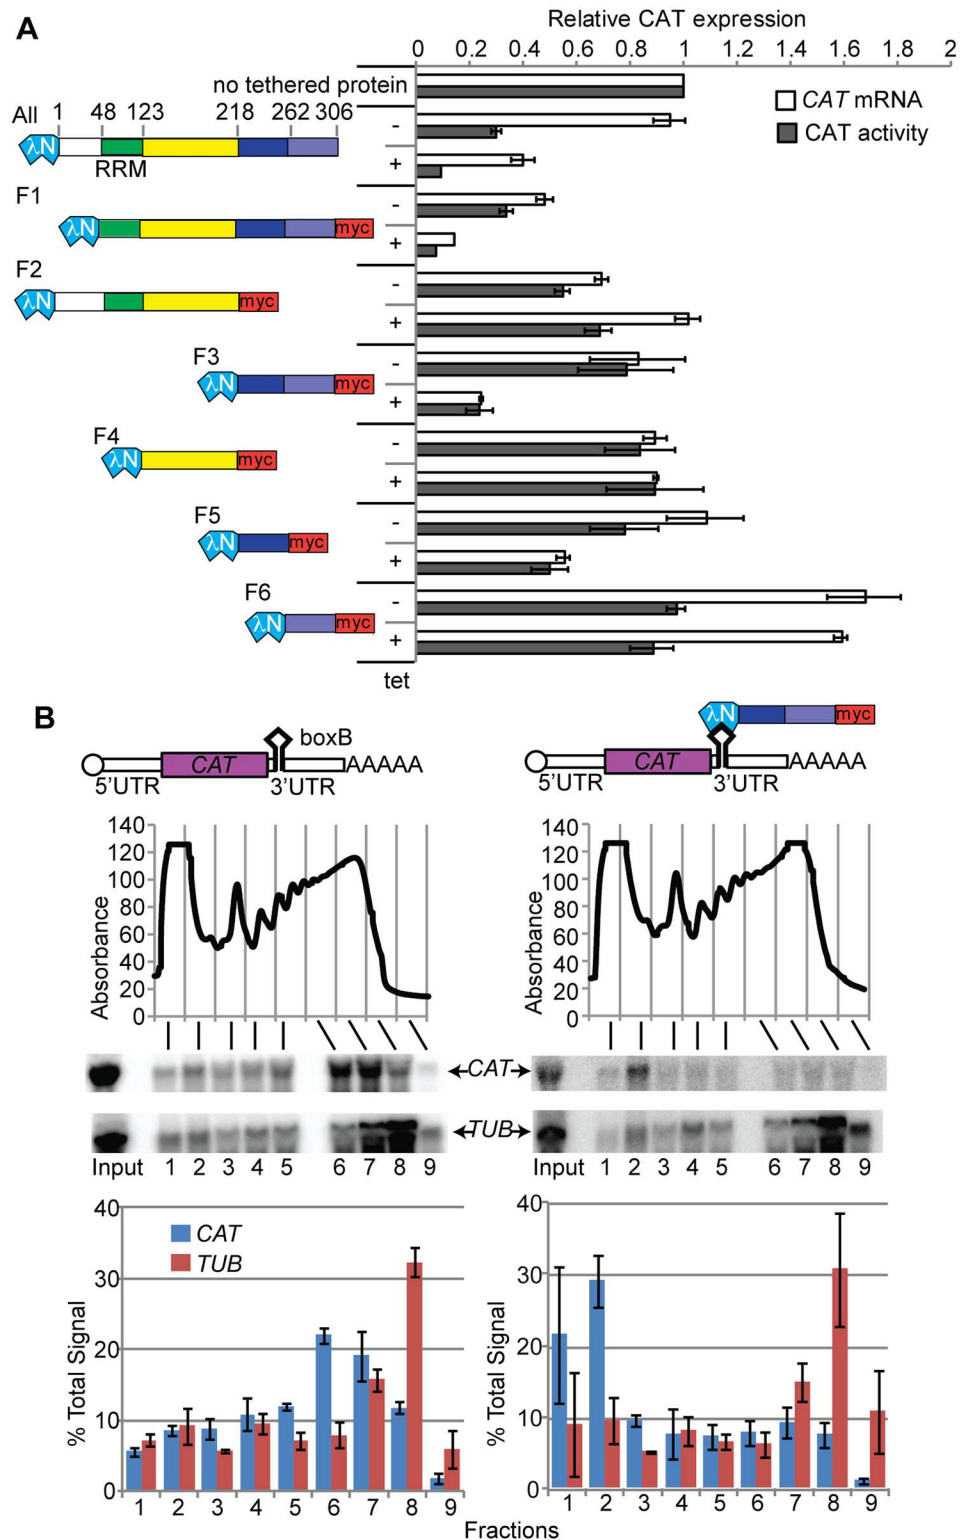 A
Relative CAT expression
0 0.2 0.4 0.6 0.8 1 1.2 1.4 1.6 1.8 2
no tethered protein
CAT mRNA
CAT activity
All 1 48 123 218 262 306
λN
RRM
-
+
F1
λN myc
-
+
F2
λN myc
-
+
F3
λN myc
-
+
F4
λN myc
-
+
F5
λN myc
-
+
F6
λN myc
-
+
tet
B
λN myc
boxB
CAT AAAAA
5'UTR 3'UTR
CAT AAAAA
5'UTR 3'UTR
Absorbance
140
120
100
80
60
40
20
0
Absorbance
140
120
100
80
60
40
20
0
CAT
TUB
Input 1 2 3 4 5 6 7 8 9
Input 1 2 3 4 5 6 7 8 9
% Total Signal
40
30
20
10
0
CAT
TUB
1 2 3 4 5 6 7 8 9
% Total Signal
40
30
20
10
0
1 2 3 4 5 6 7 8 9
Fractions